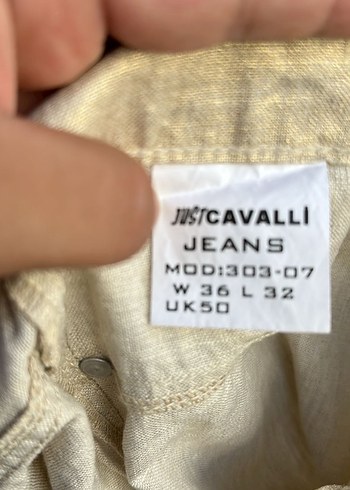 JUST CAVALLI
JEANS
MOD:303-07
W 36 L 32
UK50